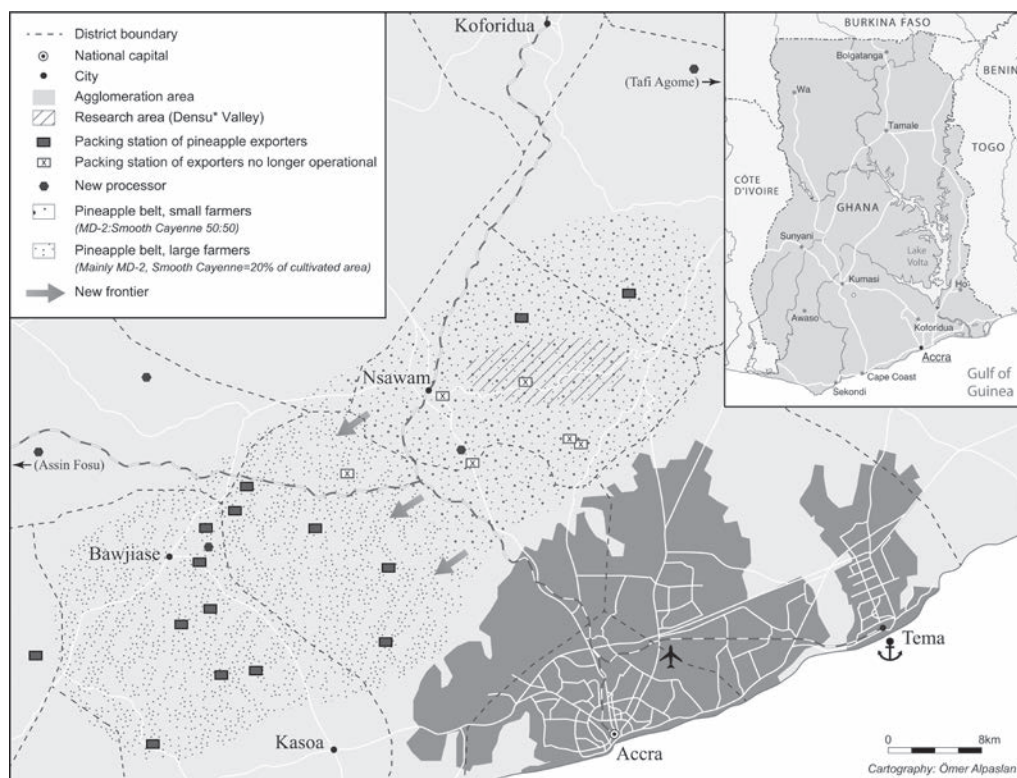 District boundary
National capital
City
Agglomeration area
Research area (Densu* Valley)
Packing station of pineapple exporters
Packing station of exporters no longer operational
New processor
Pineapple belt, small farmers
(MD-2:Smooth Cayenne 50:50)
Pineapple belt, large farmers
(Mainly MD-2, Smooth Cayenne=20% of cultivated area)
New frontier
Koforidua
(Tafi Agome)
Nsawam
(Assin Fosu)
Bawjiase
Kasoa
Accra
Tema
BURKINA FASO
Bolgatanga
BENIN
Wa
Tamale
TOGO
CÔTE
D'IVOIRE
GHANA
Sunyani
Lake
Volta
Kumasi
Ho
Awaso
Koforidua
Accra
Cape Coast
Sekondi
Gulf of
Guinea
0 8km
Cartography: Ömer Alpaslan